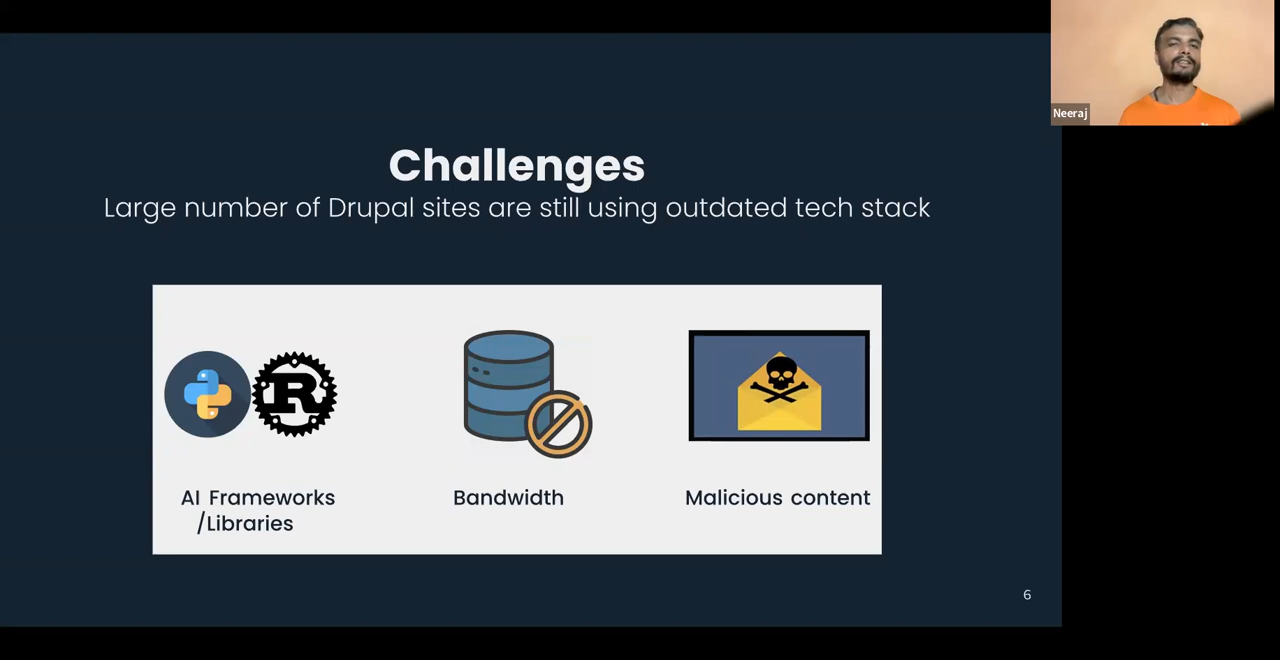 Neeraj
Challenges
Large number of Drupal sites are still using outdated tech stack
R
AI Frameworks
/Libraries
Bandwidth
Malicious content
6